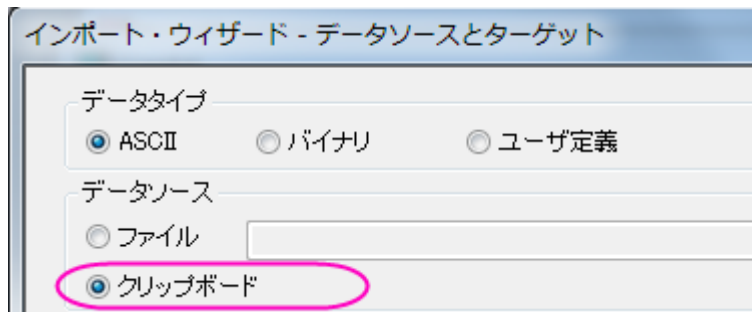 インポート・ウィザード - データソースとターゲット
データタイプ
ASCII バイナリ ユーザ定義
データソース
ファイル
クリップボード